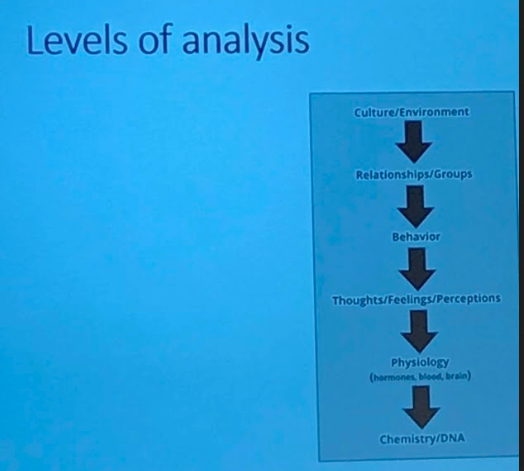 Levels of analysis
Culture/Environment
Relationships/Groups
Behavior
Thoughts/Feelings/Perceptions
Physiology
(hormones, blood, brain)
Chemistry/DNA